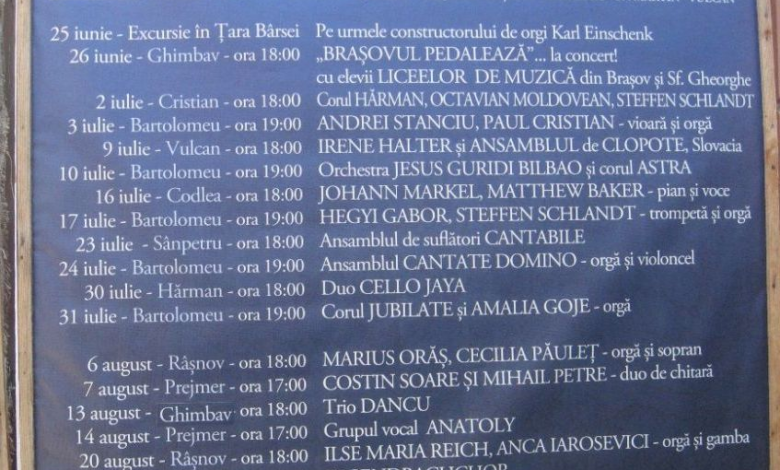 VULCAN
25 iunie - Excursie în Țara Bârsei Pe urmele constructorului de orgi Karl Einschenk
26 iunie - Ghimbav - ora 18:00 „BRAȘOVUL PEDALEAZĂ”... la concert!
cu elevii LICEELOR DE MUZICĂ din Brașov și Sf. Gheorghe
2 iulie - Cristian - ora 18:00 Corul HĂRMAN, OCTAVIAN MOLDOVEAN, STEFFEN SCHLANDT
3 iulie - Bartolomeu - ora 19:00 ANDREI STANCIU, PAUL CRISTIAN - vioară și orgă
9 iulie - Vulcan - ora 18:00 IRENE HALTER și ANSAMBLUL de CLOPOTE, Slovacia
10 iulie - Bartolomeu - ora 19:00 Orchestra JESUS GURIDI BILBAO și corul ASTRA
16 iulie - Codlea - ora 18:00 JOHANN MARKEL, MATTHEW BAKER - pian și voce
17 iulie - Bartolomeu - ora 19:00 HEGYI GABOR, STEFFEN SCHLANDT - trompetă și orgă
23 iulie - Sânpetru - ora 18:00 Ansamblul de suflători CANTABILE
24 iulie - Bartolomeu - ora 19:00 Ansamblul CANTATE DOMINO - orgă și violoncel
30 iulie - Hărman - ora 18:00 Duo CELLO JAYA
31 iulie - Bartolomeu - ora 19:00 Corul JUBILATE și AMALIA GOJE - orgă
6 august - Râșnov - ora 18:00 MARIUS ORĂȘ, CECILIA PĂULEȚ - orgă și sopran
7 august - Prejmer - ora 17:00 COSTIN SOARE ȘI MIHAIL PETRE - duo de chitară
13 august - Ghimbav - ora 18:00 Trio DANCU
14 august - Prejmer - ora 17:00 Grupul vocal ANATOLY
20 august - Râșnov - ora 18:00 ILSE MARIA REICH, ANCA IAROSEVICI - orgă și gamba